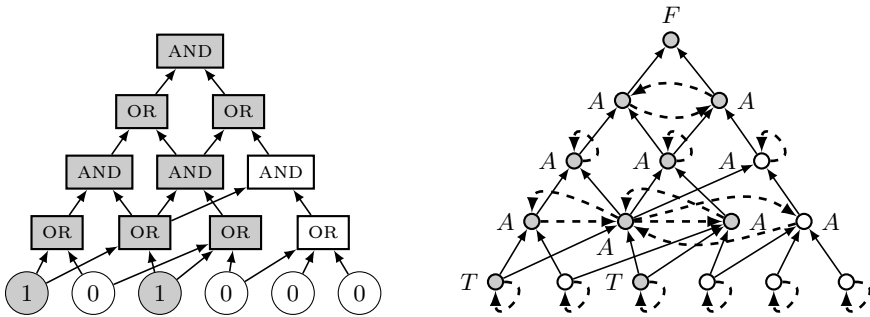 AND
F
OR OR
A A
AND AND AND
A A A
OR OR OR OR
A A A A
1 0 1 0 0 0
T T